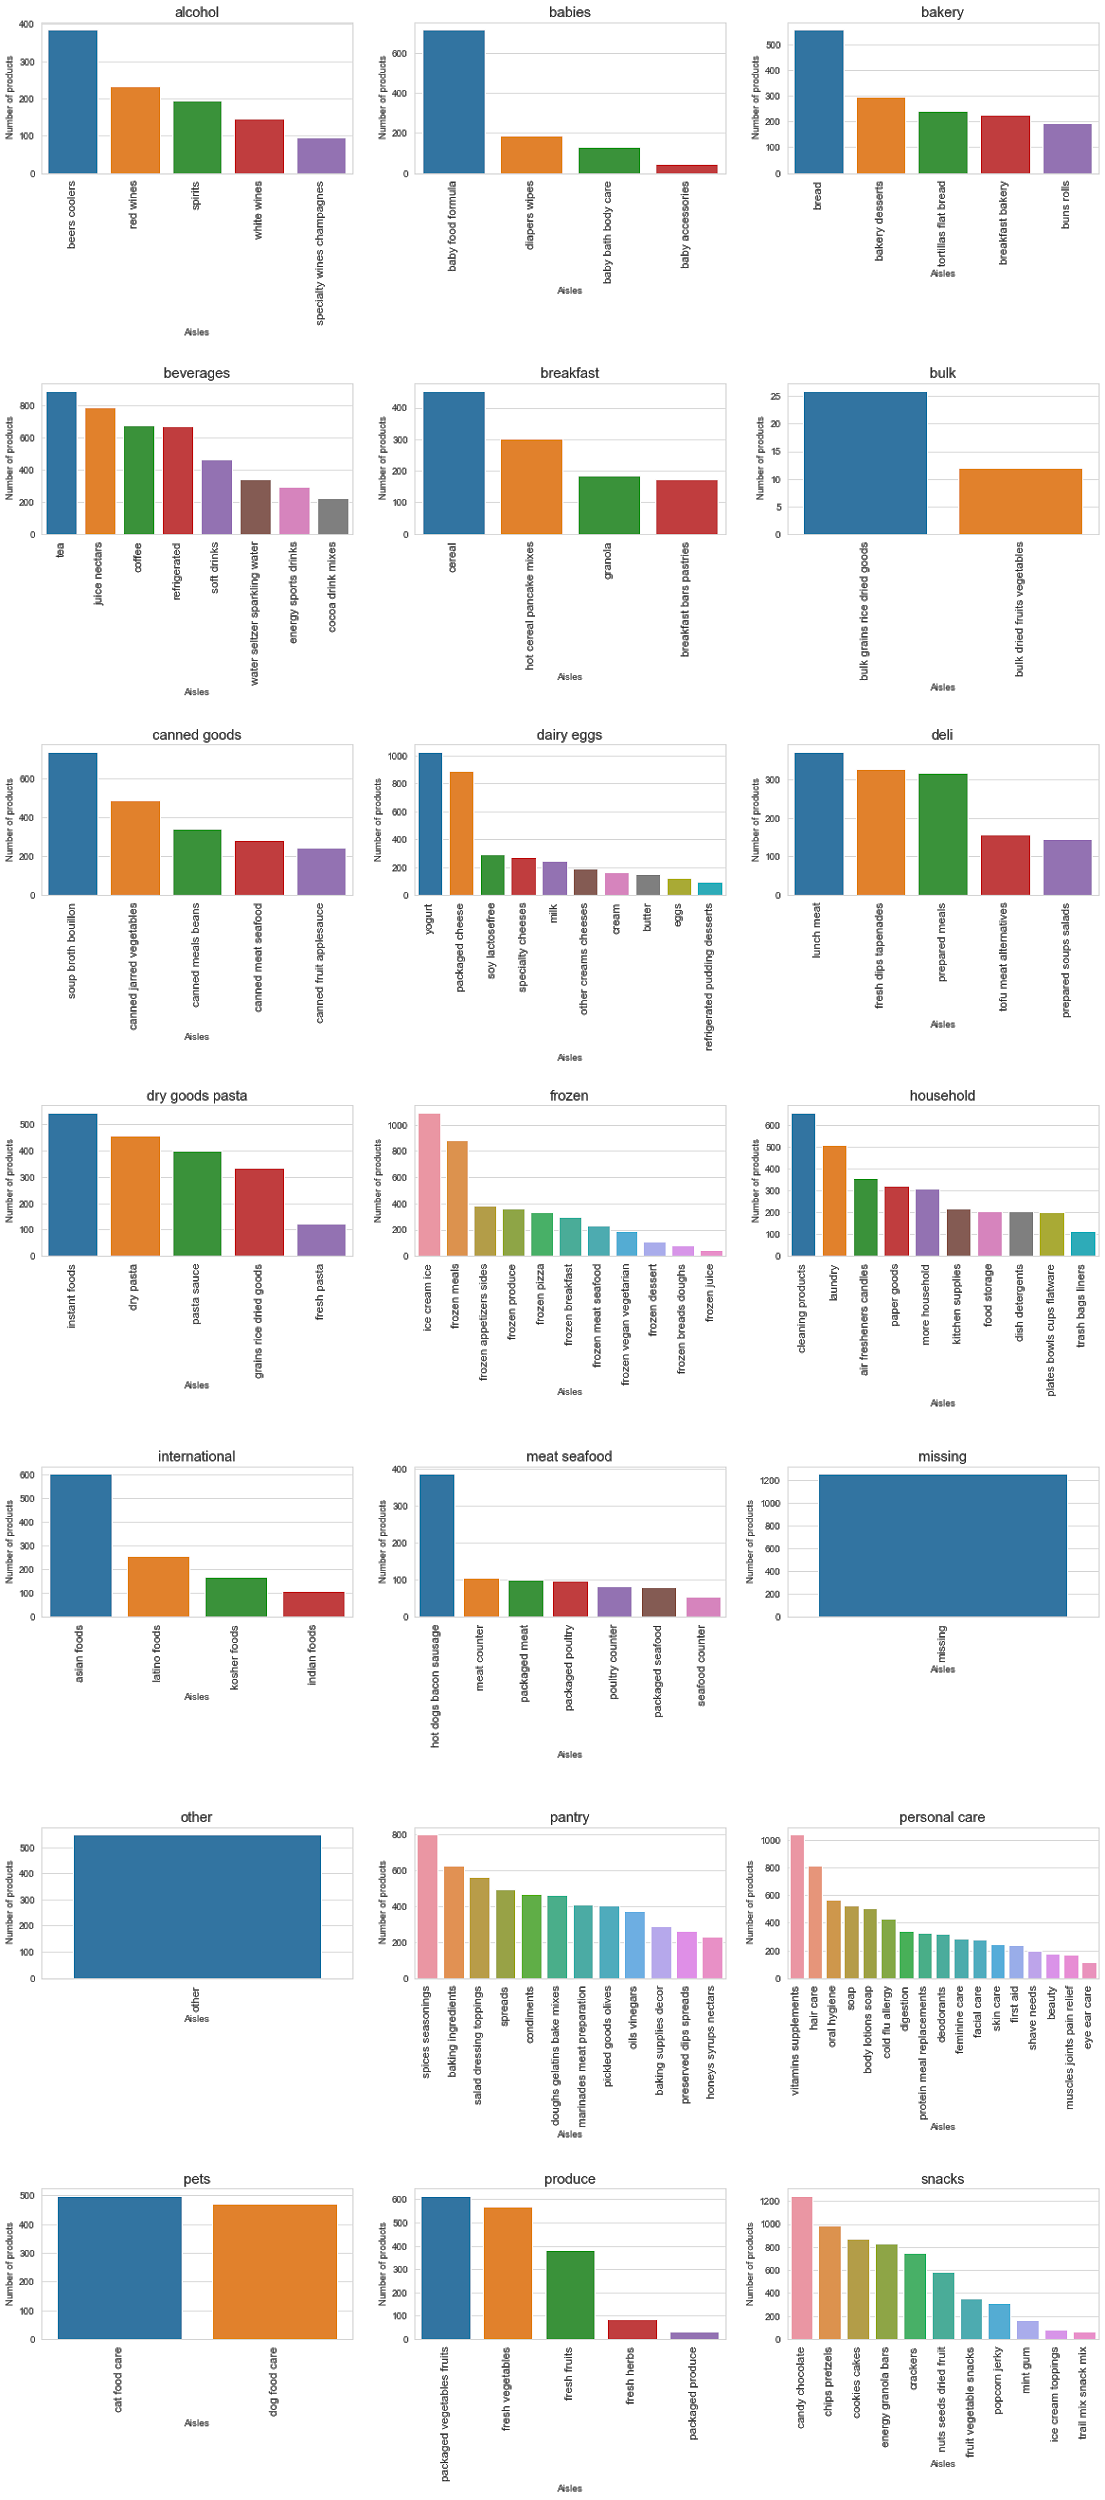 alcohol
Number of products
400
300
200
100
0
beers coolers
red wines
spirits
white wines
specialty wines champagnes
Aisles
babies
Number of products
600
400
200
0
baby food formula
diapers wipes
baby bath body care
baby accessories
Aisles
bakery
Number of products
500
400
300
200
100
0
bread
bakery desserts
tortillas flat bread
breakfast bakery
buns rolls
Aisles
beverages
Number of products
800
600
400
200
0
tea
juice nectars
coffee
refrigerated
soft drinks
water seltzer sparkling water
energy sports drinks
cocoa drink mixes
Aisles
breakfast
Number of products
400
300
200
100
0
cereal
hot cereal pancake mixes
granola
breakfast bars pastries
Aisles
bulk
Number of products
25
20
15
10
5
0
bulk grains rice dried goods
bulk dried fruits vegetables
Aisles
canned goods
Number of products
600
400
200
0
soup broth bouillon
canned jarred vegetables
canned meals beans
canned meat seafood
canned fruit applesauce
Aisles
dairy eggs
Number of products
1000
800
600
400
200
0
yogurt
packaged cheese
soy lactosefree
specialty cheeses
milk
other creams cheeses
cream
butter
eggs
refrigerated pudding desserts
Aisles
deli
Number of products
300
200
100
0
lunch meat
fresh dips tapenades
prepared meals
tofu meat alternatives
prepared soups salads
Aisles
dry goods pasta
Number of products
500
400
300
200
100
0
instant foods
dry pasta
pasta sauce
grains rice dried goods
fresh pasta
Aisles
frozen
Number of products
1000
800
600
400
200
0
ice cream ice
frozen meals
frozen appetizers sides
frozen produce
frozen pizza
frozen breakfast
frozen meat seafood
frozen vegan vegetarian
frozen dessert
frozen breads doughs
frozen juice
Aisles
household
Number of products
600
500
400
300
200
100
0
cleaning products
laundry
air fresheners candles
paper goods
more household
kitchen supplies
food storage
dish detergents
plates bowls cups flatware
trash bags liners
Aisles
international
Number of products
600
500
400
300
200
100
0
asian foods
latino foods
kosher foods
indian foods
Aisles
meat seafood
Number of products
400
300
200
100
0
hot dogs bacon sausage
meat counter
packaged meat
packaged poultry
poultry counter
packaged seafood
seafood counter
Aisles
missing
Number of products
1200
1000
800
600
400
200
0
missing
Aisles
other
Number of products
500
400
300
200
100
0
other
Aisles
pantry
Number of products
800
600
400
200
0
spices seasonings
baking ingredients
salad dressing toppings
spreads
condiments
doughs gelatins bake mixes
marinades meat preparation
pickled goods olives
oils vinegars
baking supplies decor
preserved dips spreads
honeys syrups nectars
Aisles
personal care
Number of products
1000
800
600
400
200
0
vitamins supplements
hair care
oral hygiene
soap
body lotions soap
cold flu allergy
digestion
protein meal replacements
deodorants
feminine care
facial care
skin care
first aid
shave needs
beauty
muscles joints pain relief
eye ear care
Aisles
pets
Number of products
500
400
300
200
100
0
cat food care
dog food care
Aisles
produce
Number of products
600
500
400
300
200
100
0
packaged vegetables fruits
fresh vegetables
fresh fruits
fresh herbs
packaged produce
Aisles
snacks
Number of products
1200
1000
800
600
400
200
0
candy chocolate
chips pretzels
cookies cakes
energy granola bars
crackers
nuts seeds dried fruit
fruit vegetable snacks
popcorn jerky
mint gum
ice cream toppings
trail mix snack mix
Aisles